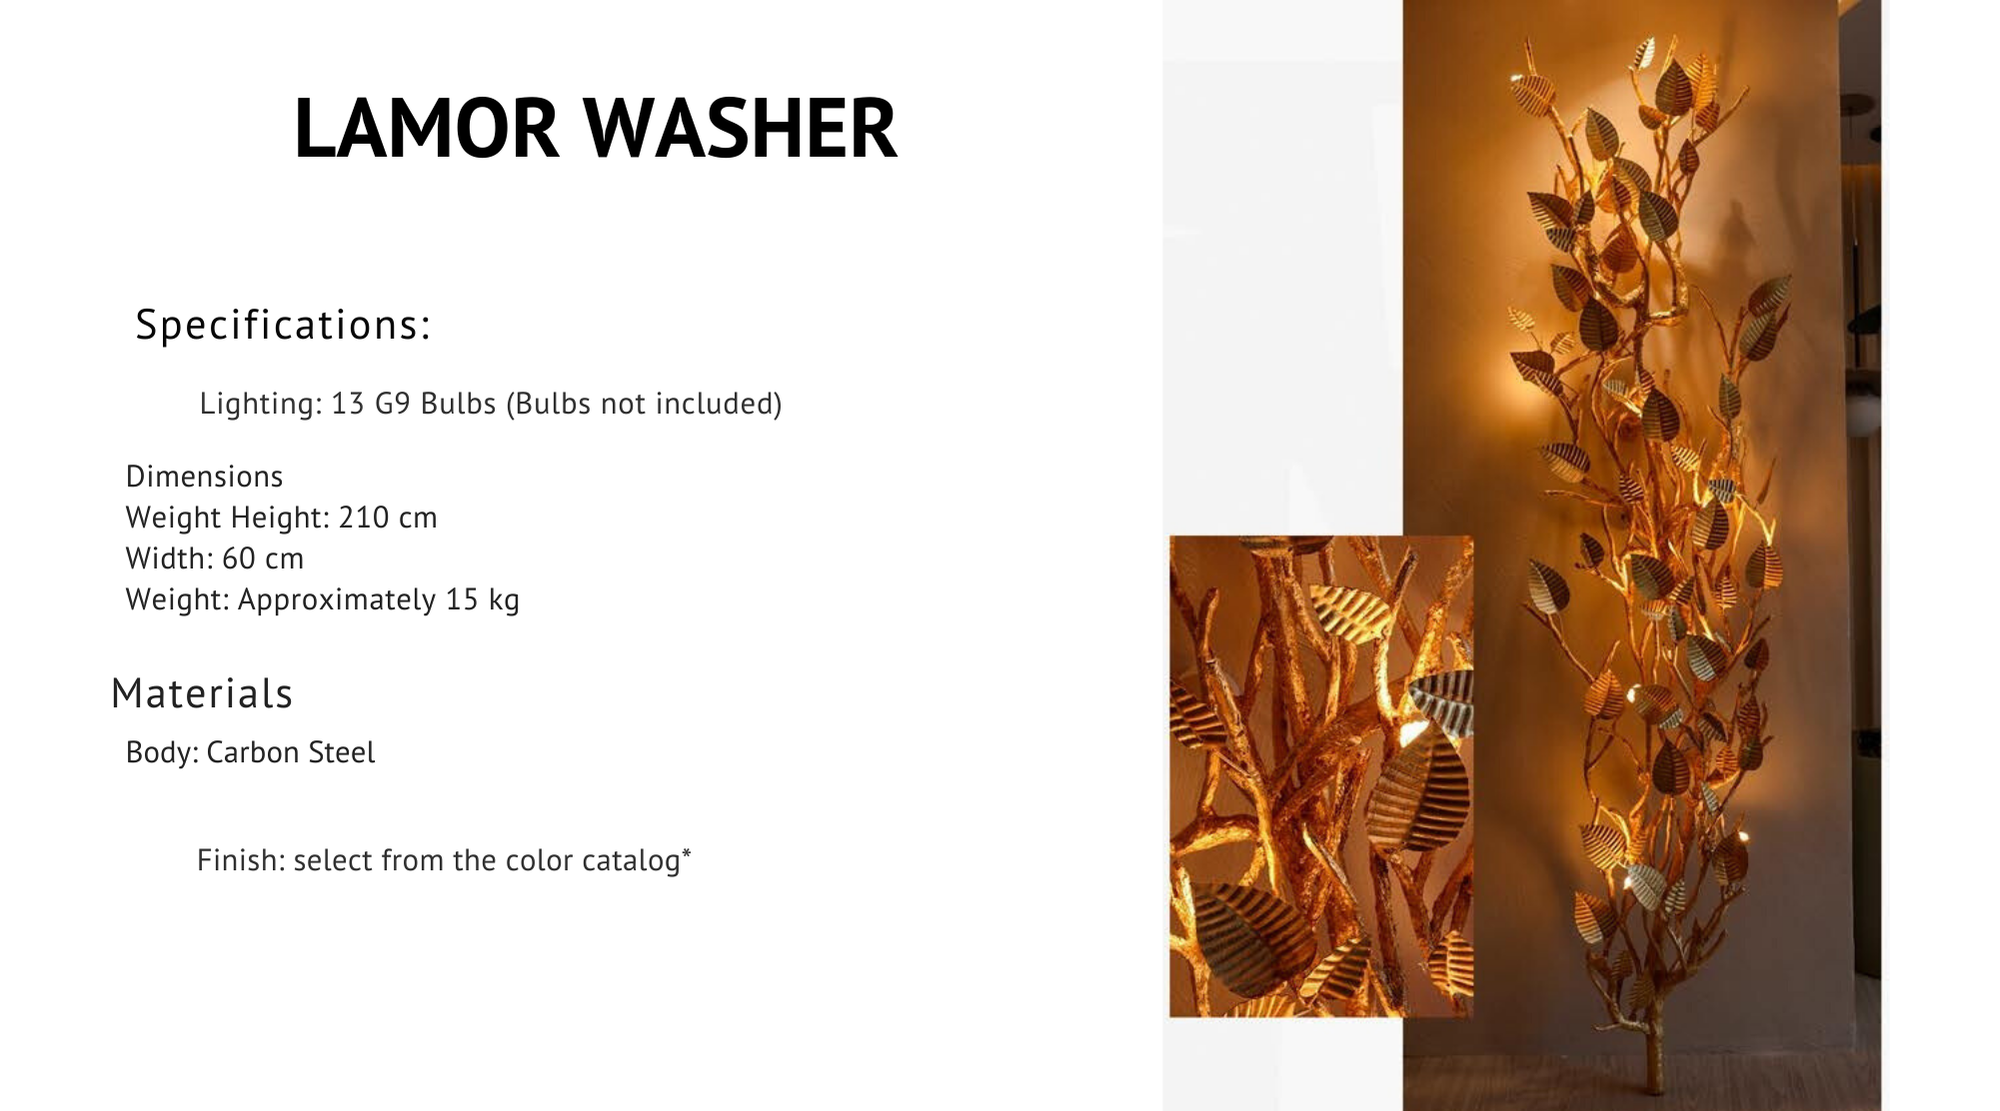 LAMOR WASHER
Specifications:
Lighting: 13 G9 Bulbs (Bulbs not included)
Dimensions
Weight Height: 210 cm
Width: 60 cm
Weight: Approximately 15 kg
Materials
Body: Carbon Steel
Finish: select from the color catalog*